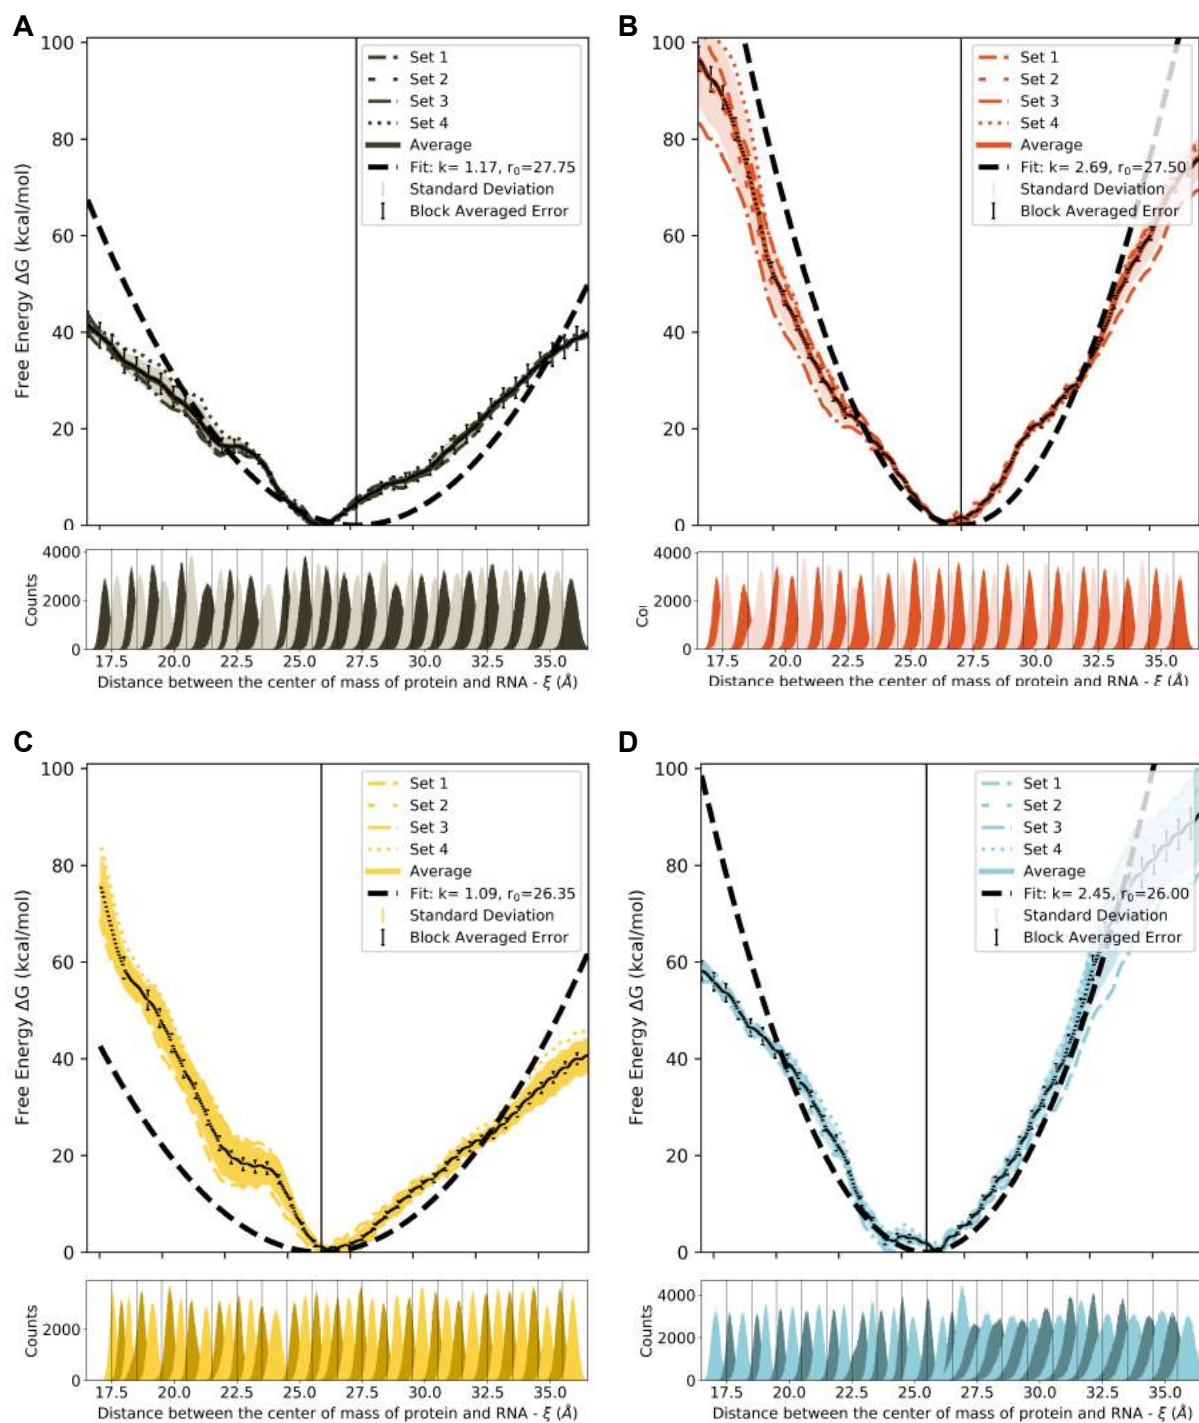 A
100
80
60
40
20
0
Free Energy ΔG (kcal/mol)
Set 1
Set 2
Set 3
Set 4
Average
Fit: k= 1.17, r₀=27.75
Standard Deviation
Block Averaged Error
4000
2000
0
Counts
17.5 20.0 22.5 25.0 27.5 30.0 32.5 35.0
Distance between the center of mass of protein and RNA - ξ (Å)
B
100
80
60
40
20
0
Set 1
Set 2
Set 3
Set 4
Average
Fit: k= 2.69, r₀=27.50
Standard Deviation
Block Averaged Error
4000
2000
0
Cou
17.5 20.0 22.5 25.0 27.5 30.0 32.5 35.0
Distance between the center of mass of protein and RNA - ξ (Å)
C
100
80
60
40
20
0
Free Energy ΔG (kcal/mol)
Set 1
Set 2
Set 3
Set 4
Average
Fit: k= 1.09, r₀=26.35
Standard Deviation
Block Averaged Error
2000
0
Counts
17.5 20.0 22.5 25.0 27.5 30.0 32.5 35.0
Distance between the center of mass of protein and RNA - ξ (Å)
D
100
80
60
40
20
0
Free Energy ΔG (kcal/mol)
Set 1
Set 2
Set 3
Set 4
Average
Fit: k= 2.45, r₀=26.00
Standard Deviation
Block Averaged Error
4000
2000
0
Counts
17.5 20.0 22.5 25.0 27.5 30.0 32.5 35.0
Distance between the center of mass of protein and RNA - ξ (Å)